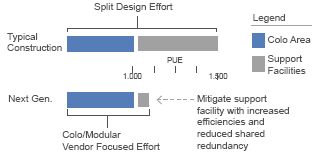 Split Design Effort
Legend
Typical
Construction
Colo Area
Support
Facilities
PUE
1.000
1.500
Next Gen.
Mitigate support
facility with increased
efficiencies and
reduced shared
redundancy
Colo/Modular
Vendor Focused Effort